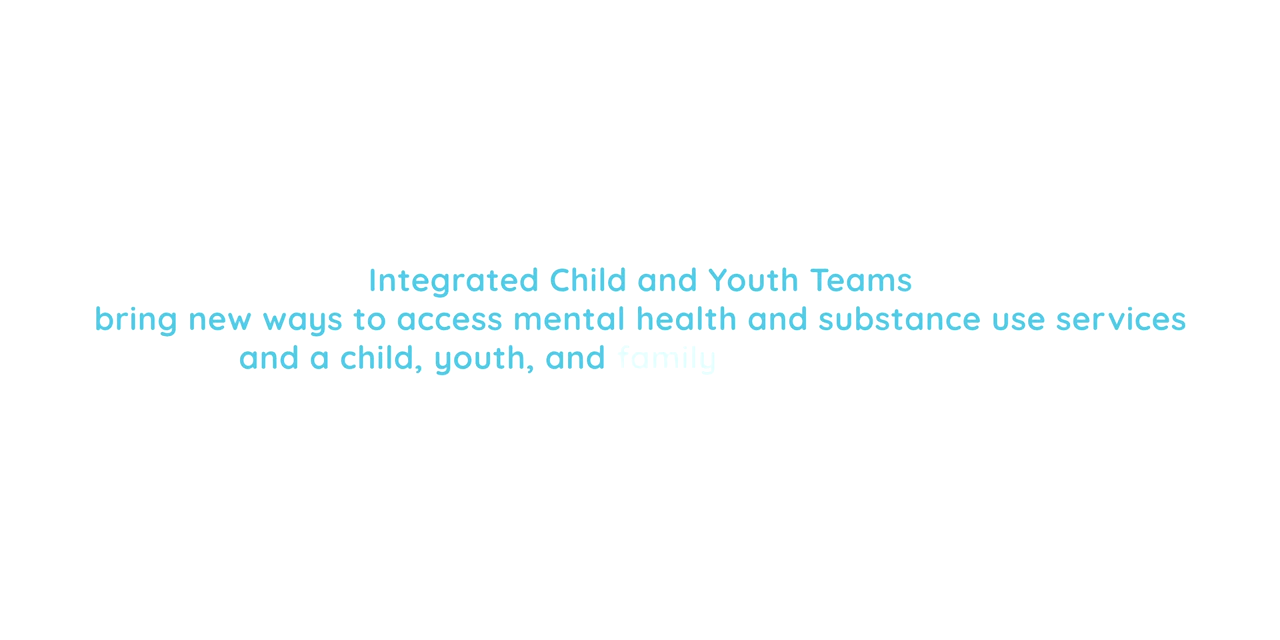 Integrated Child and Youth Teams
bring new ways to access mental health and substance use services
and a child, youth, and family